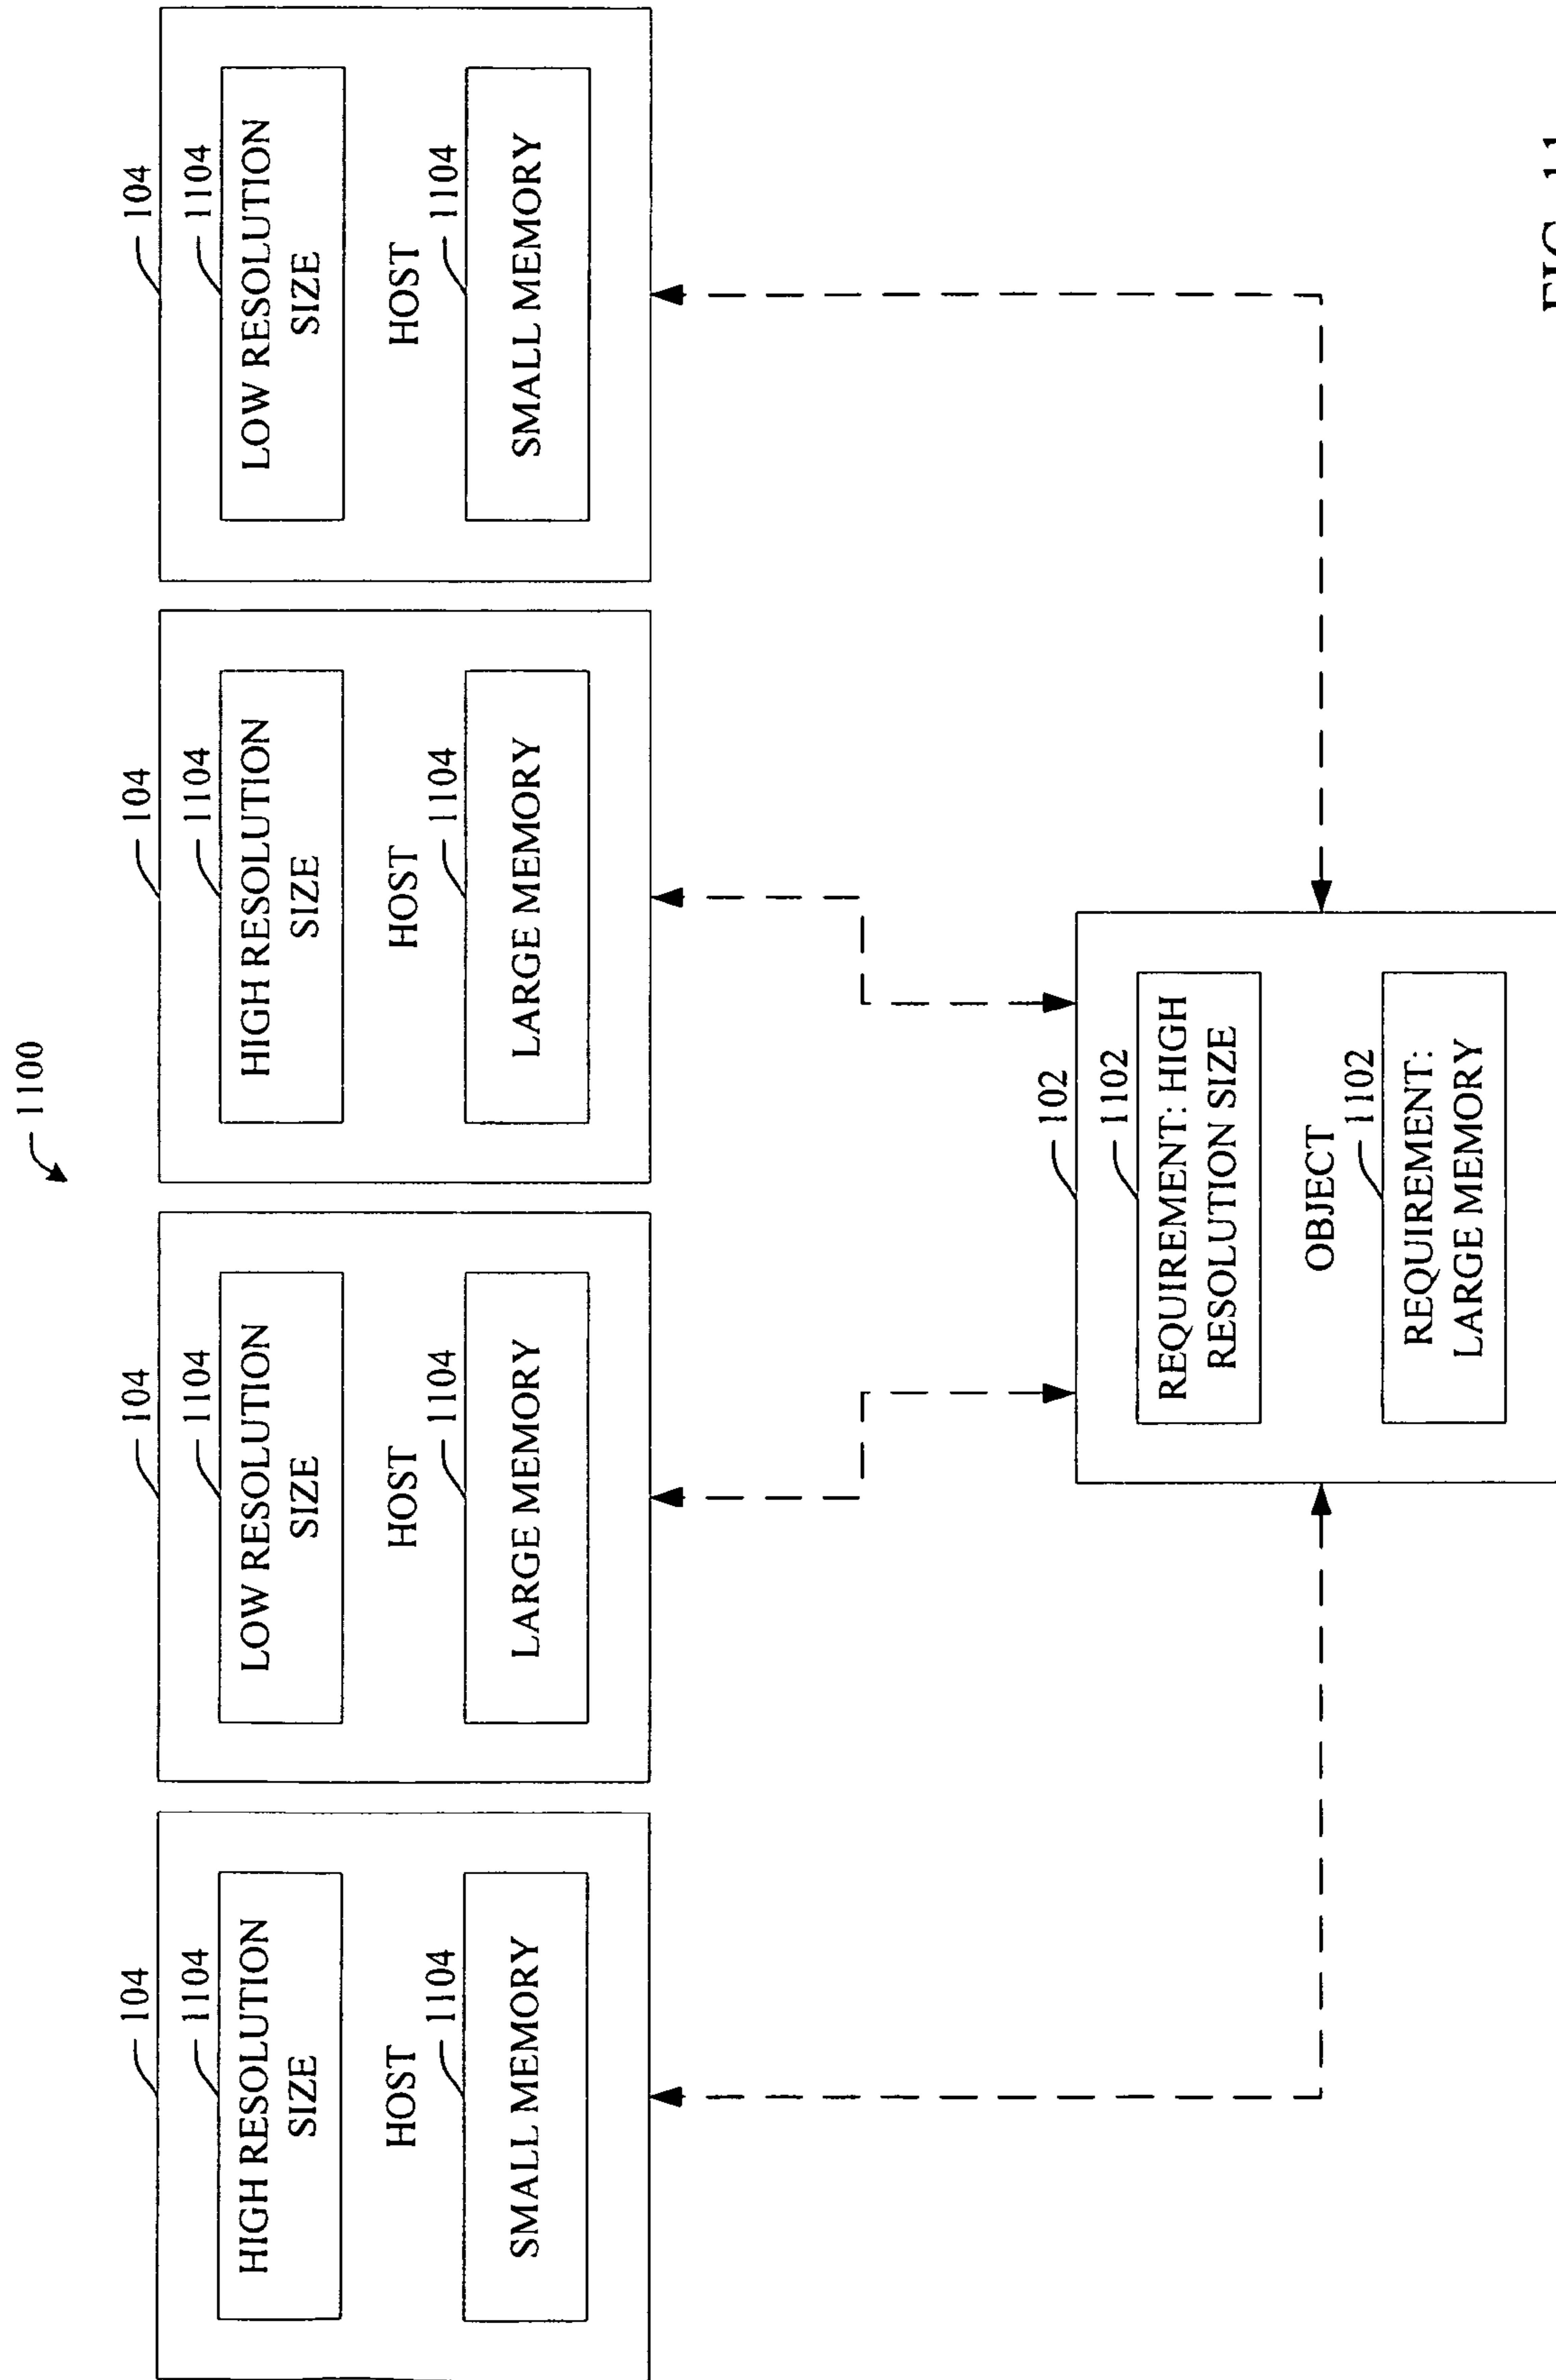 1100
104
1104
HIGH RESOLUTION
SIZE
HOST
1104
SMALL MEMORY
104
1104
LOW RESOLUTION
SIZE
HOST
1104
LARGE MEMORY
104
1104
HIGH RESOLUTION
SIZE
HOST
1104
LARGE MEMORY
104
1104
LOW RESOLUTION
SIZE
HOST
1104
SMALL MEMORY
102
1102
REQUIREMENT: HIGH
RESOLUTION SIZE
OBJECT
1102
REQUIREMENT:
LARGE MEMORY
FIG. 11